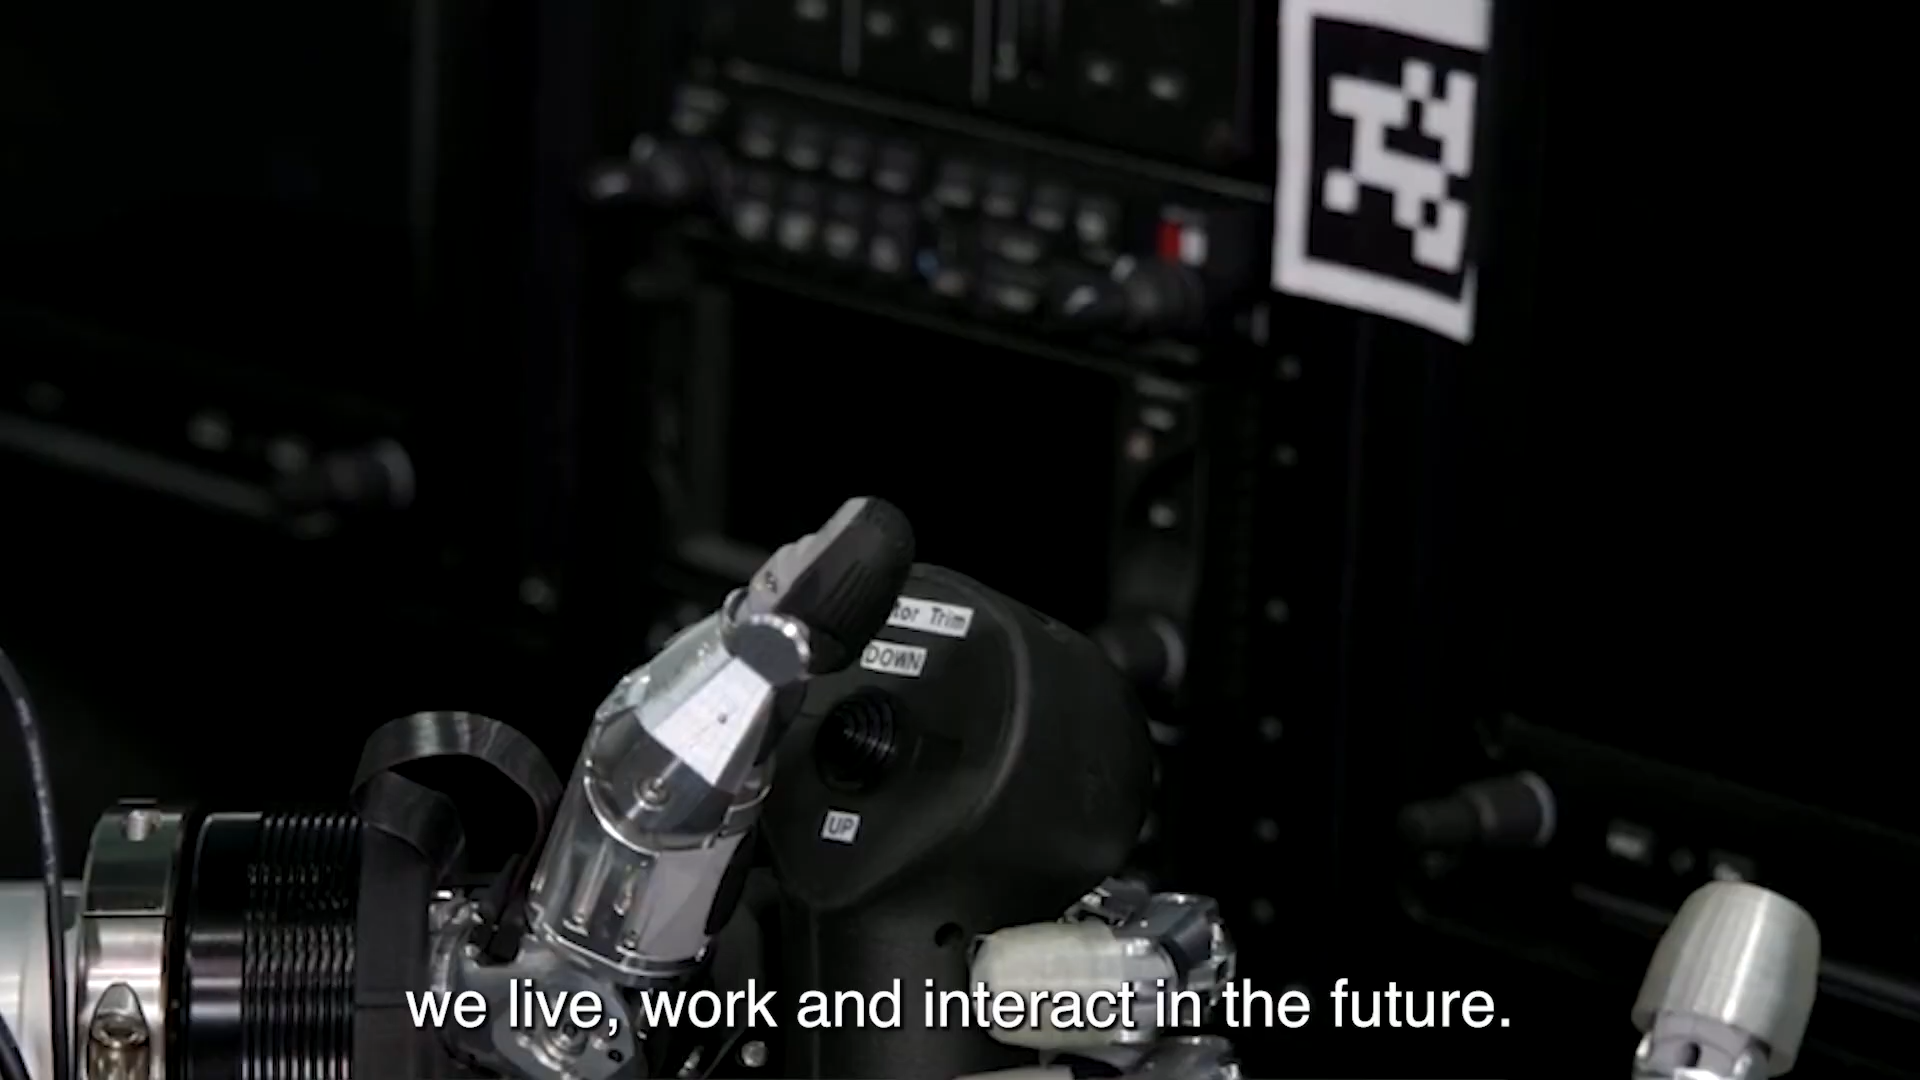 tor Trim
DOWN
UP
we live, work and interact in the future.